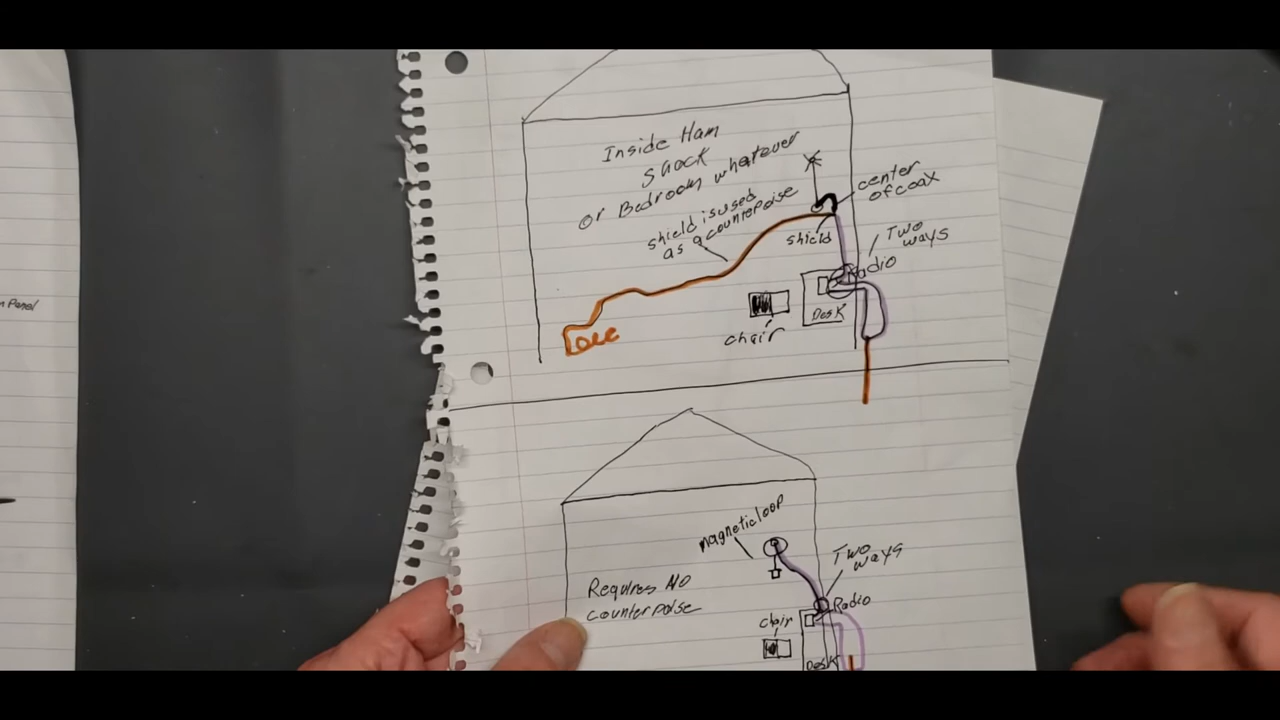 Inside Ham
Shack
or Bedroom whatever
shield is used
as a counterpoise
center
of coax
shield
Two
ways
Radio
Desk
chair
n Panel
magnetic loop
Two
ways
Requires NO
counterpoise
Radio
chair
Desk